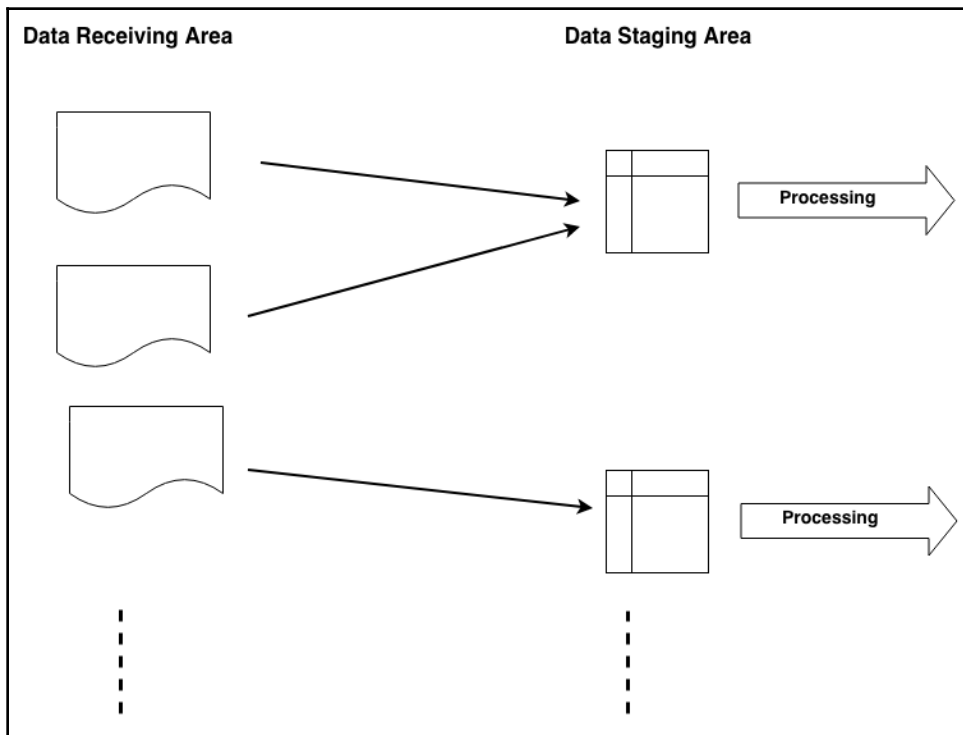 Data Receiving Area
Data Staging Area
Processing
Processing